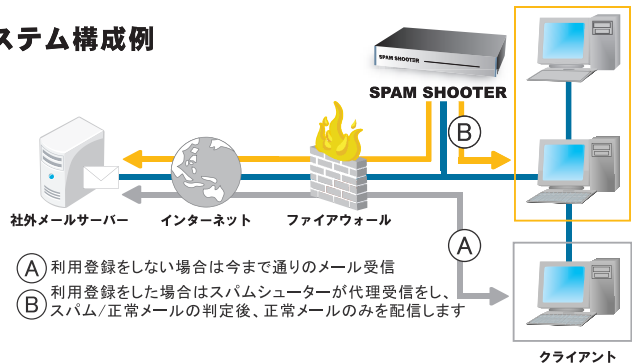 ステム構成例
SPAM SHOOTER
SPAM SHOOTER
B
社外メールサーバー
インターネット
ファイアウォール
A
A 利用登録をしない場合は今まで通りのメール受信
B 利用登録をした場合はスパムシューターが代理受信をし、
スパム/正常メールの判定後、正常メールのみを配信します
クライアント